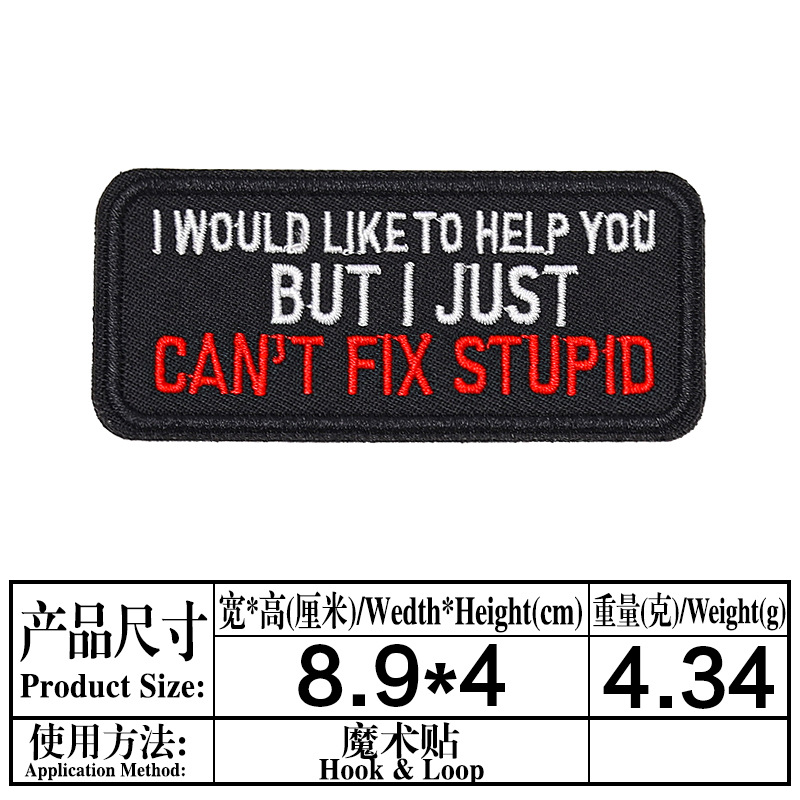 I WOULD LIKE TO HELP YOU
BUT I JUST
CAN'T FIX STUPID
产品尺寸
Product Size:
宽*高(厘米)/Wedth*Height(cm)
8.9*4
重量(克)/Weight(g)
4.34
使用方法:
Application Method:
魔术贴
Hook & Loop